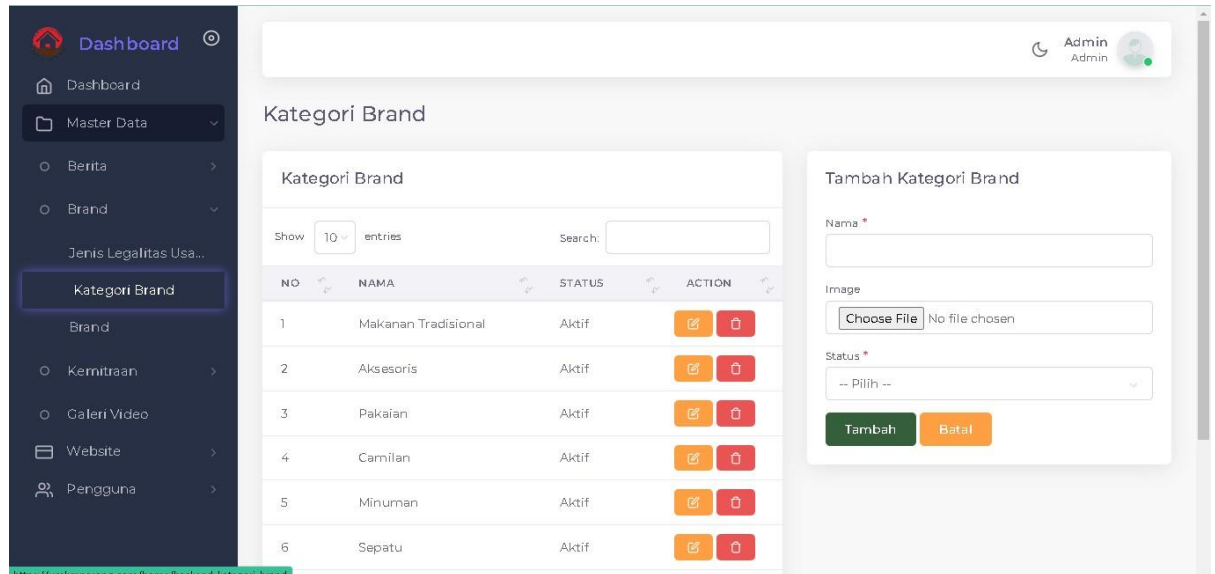 Dashboard
Admin
Admin
Dashboard
Master Data
Berita
Brand
Jenis Legalitas Usa...
Kategori Brand
Brand
Kemitraan
Galeri Video
Website
Pengguna
Kategori Brand
Kategori Brand
Show 10 entries Search:
NO NAMA STATUS ACTION
1 Makanan Tradisional Aktif
2 Aksesoris Aktif
3 Pakaian Aktif
4 Camilan Aktif
5 Minuman Aktif
6 Sepatu Aktif
Tambah Kategori Brand
Nama *
Image
Choose File No file chosen
Status *
-- Pilih --
Tambah Batal